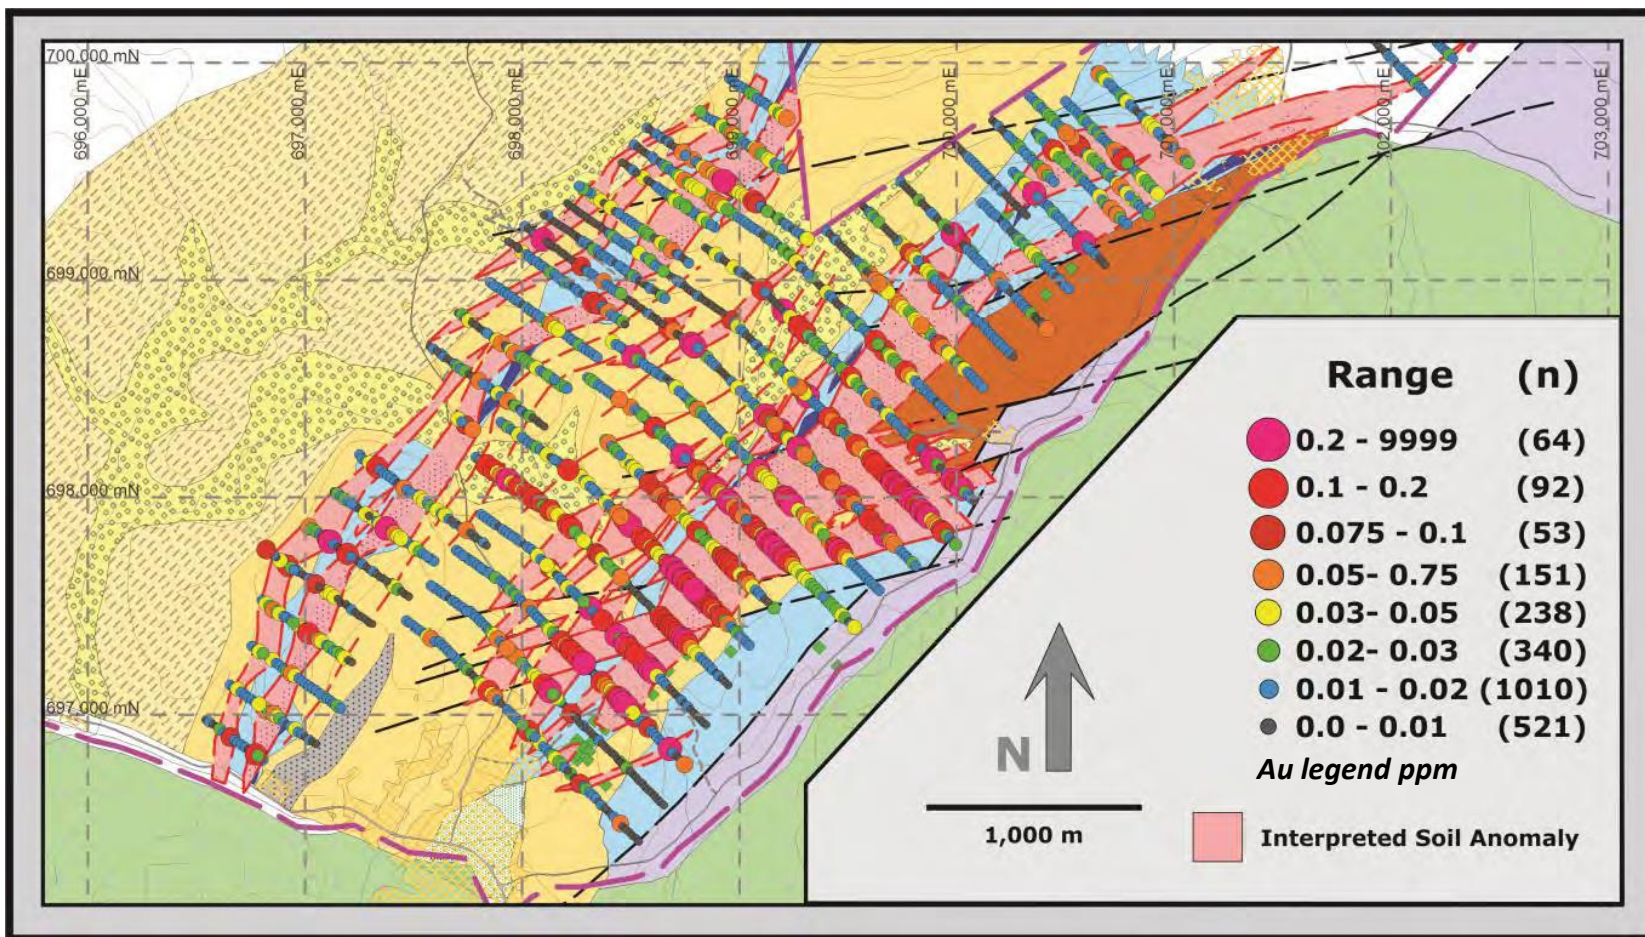 700,000 mN
696,000 mE
697,000 mE
698,000 mE
699,000 mE
700,000 mE
702,000 mE
703,000 mE
699,000 mN
698,000 mN
697,000 mN
Range (n)
0.2 - 9999 (64)
0.1 - 0.2 (92)
0.075 - 0.1 (53)
0.05- 0.75 (151)
0.03- 0.05 (238)
0.02- 0.03 (340)
0.01 - 0.02 (1010)
0.0 - 0.01 (521)
Au legend ppm
N
1,000 m
Interpreted Soil Anomaly